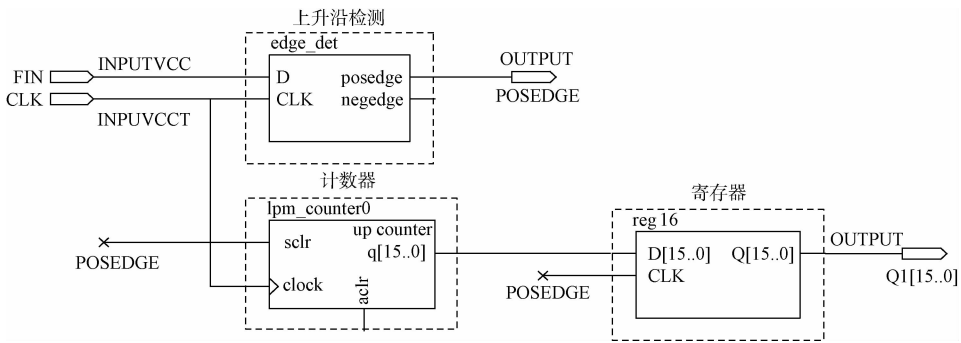 上升沿检测
edge_det
FIN
INPUTVCC
D
posedge
OUTPUT
CLK
CLK
negedge
POSEDGE
INPUVCCT
计数器
lpm_counter0
up counter
sclr
q[15..0]
POSEDGE
clock
aclr
寄存器
reg 16
D[15..0]
Q[15..0]
OUTPUT
CLK
POSEDGE
Q1[15..0]